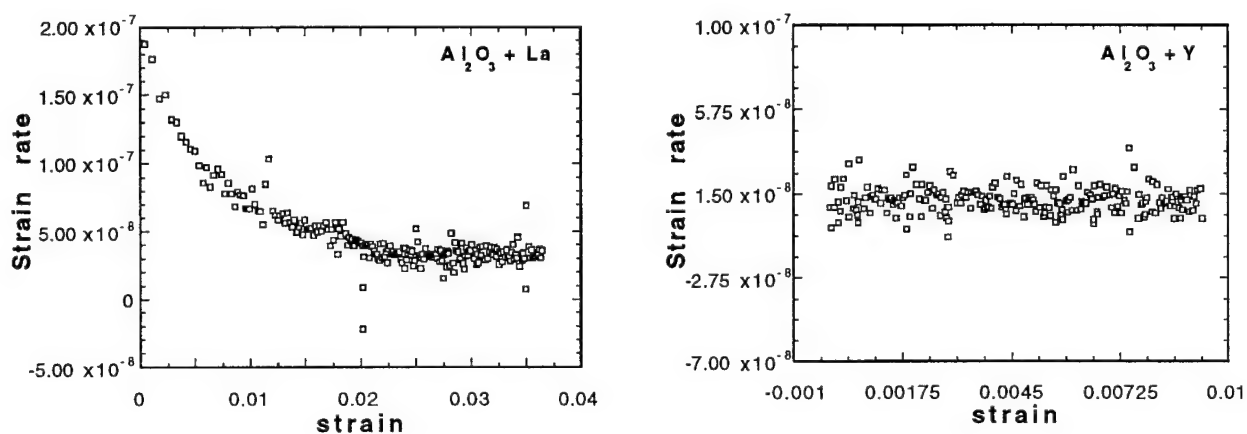 2.00 x10⁻⁷
1.50 x10⁻⁷
1.00 x10⁻⁷
5.00 x10⁻⁸
0
-5.00 x10⁻⁸
Strain rate
Al₂O₃ + La
0 0.01 0.02 0.03 0.04
strain
1.00 x10⁻⁷
5.75 x10⁻⁸
1.50 x10⁻⁸
-2.75 x10⁻⁸
-7.00 x10⁻⁸
Strain rate
Al₂O₃ + Y
-0.001 0.00175 0.0045 0.00725 0.01
strain